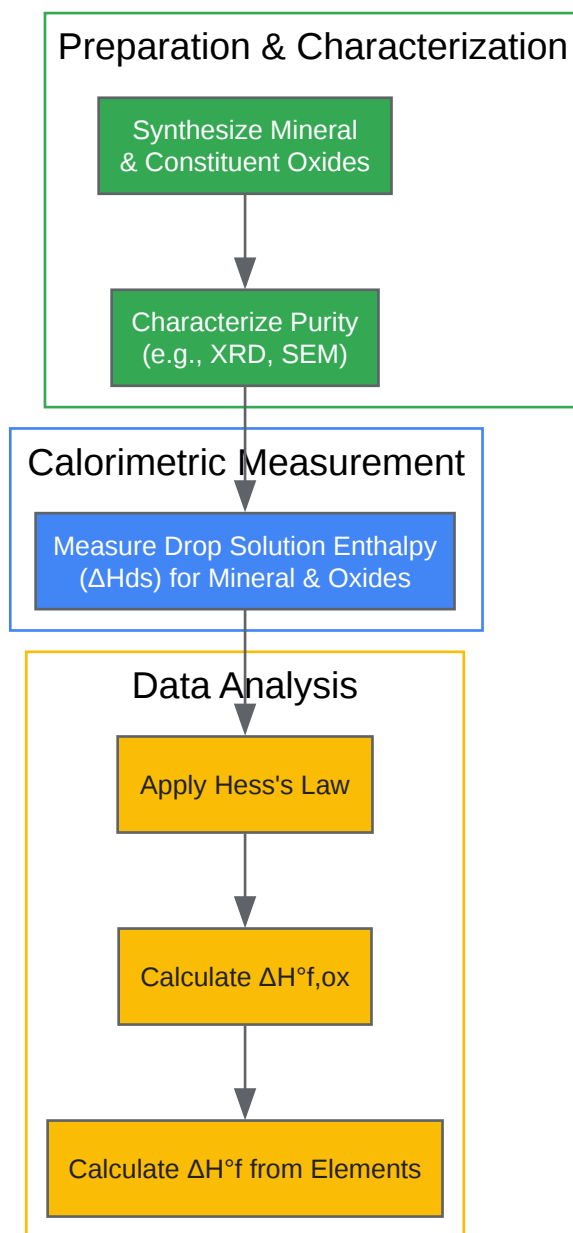 Preparation & Characterization
Synthesize Mineral
& Constituent Oxides
Characterize Purity
(e.g., XRD, SEM)
Calorimetric Measurement
Measure Drop Solution Enthalpy
(ΔHds) for Mineral & Oxides
Data Analysis
Apply Hess's Law
Calculate ΔH°f,ox
Calculate ΔH°f from Elements